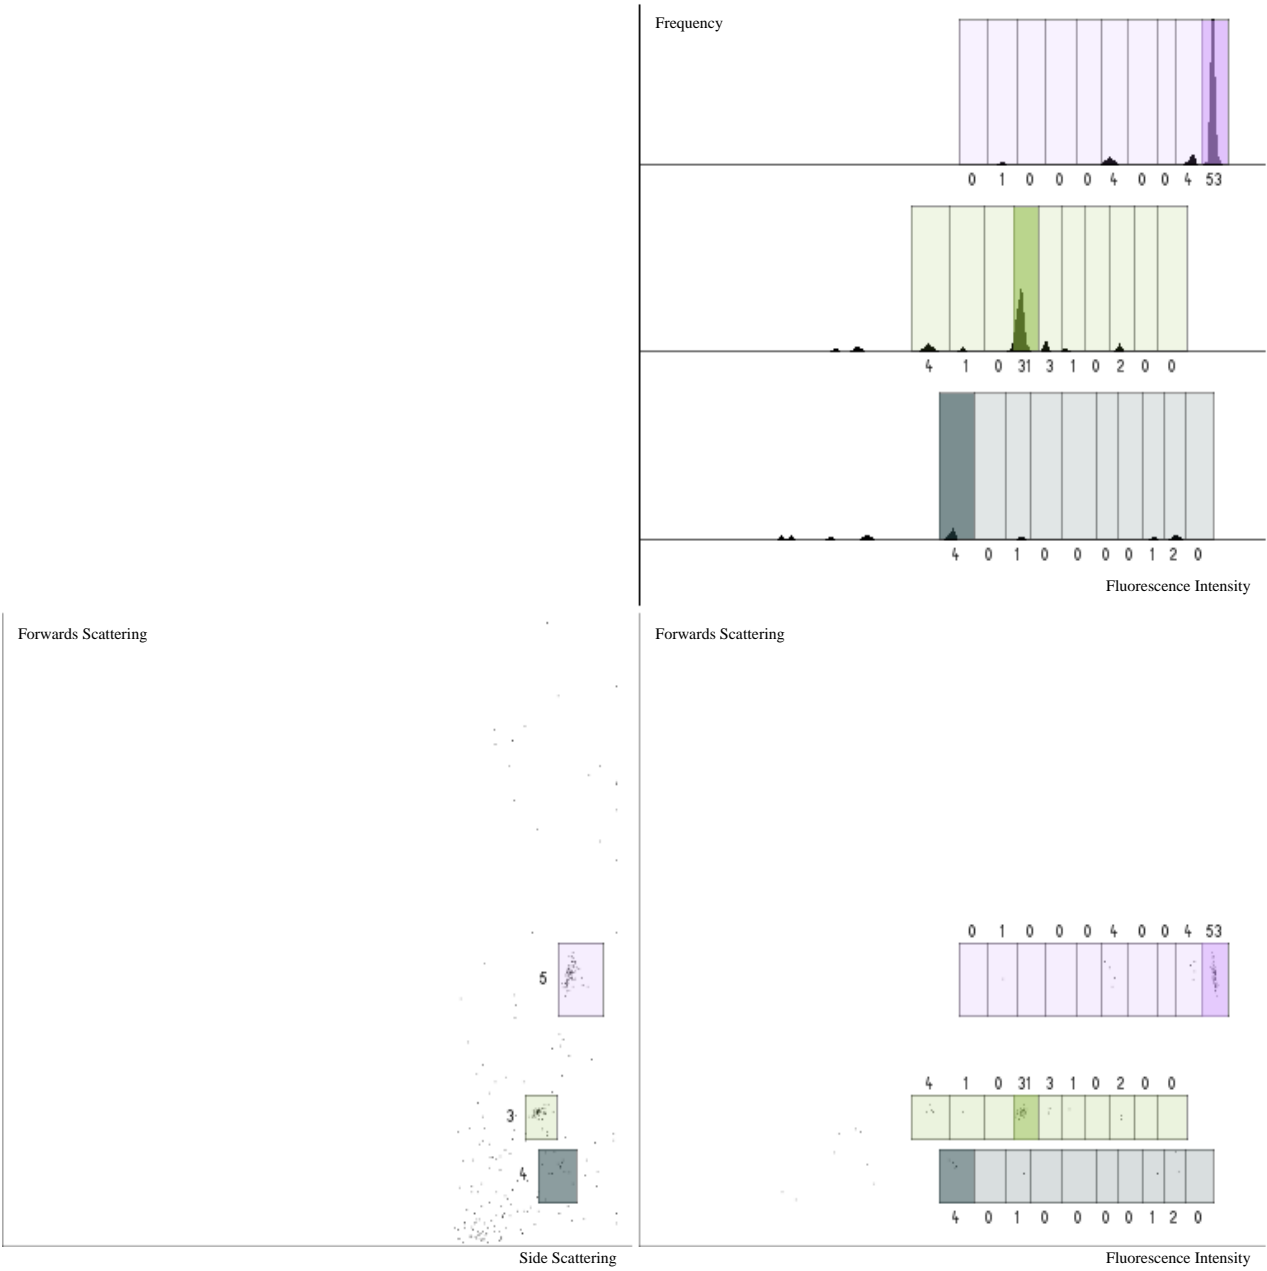 Frequency
0 1 0 0 0 4 0 0 4 53
4 1 0 31 3 1 0 2 0 0
4 0 1 0 0 0 0 1 2 0
Fluorescence Intensity
Forwards Scattering
5
3
4
Side Scattering
Forwards Scattering
0 1 0 0 0 4 0 0 4 53
4 1 0 31 3 1 0 2 0 0
4 0 1 0 0 0 0 1 2 0
Fluorescence Intensity